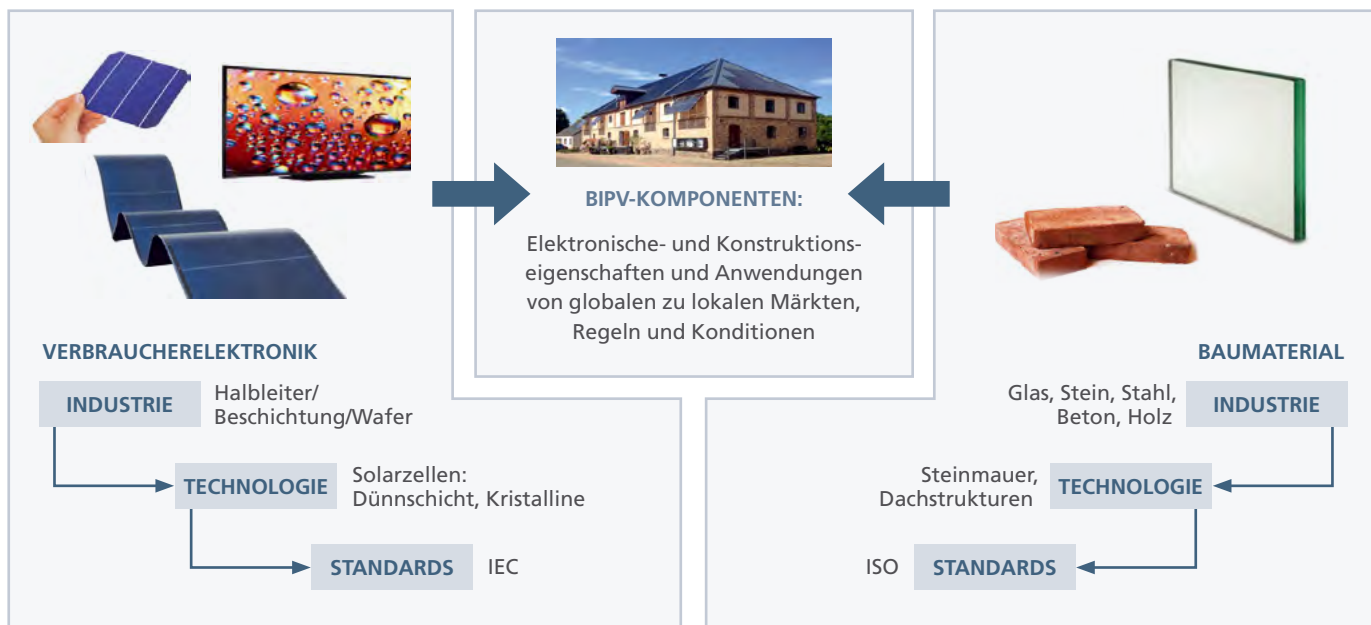 BIPV-KOMPONENTEN:
Elektronische- und Konstruktions-
eigenschaften und Anwendungen
von globalen zu lokalen Märkten,
Regeln und Konditionen
VERBRAUCHERELEKTRONIK
INDUSTRIE
Halbleiter/
Beschichtung/Wafer
TECHNOLOGIE
Solarzellen:
Dünnschicht, Kristalline
STANDARDS
IEC
BAUMATERIAL
Glas, Stein, Stahl,
Beton, Holz
INDUSTRIE
Steinmauer,
Dachstrukturen
TECHNOLOGIE
ISO
STANDARDS